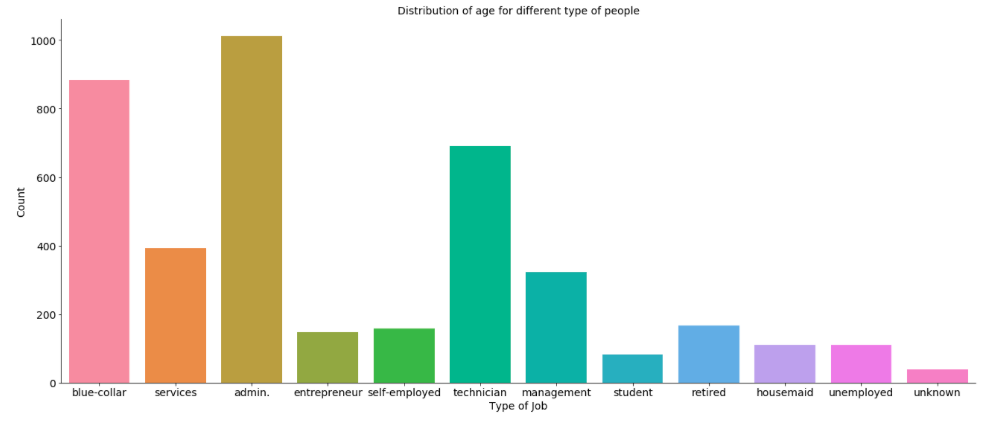 Distribution of age for different type of people
1000
800
600
400
200
0
Count
blue-collar services admin. entrepreneur self-employed technician management student retired housemaid unemployed unknown
Type of Job